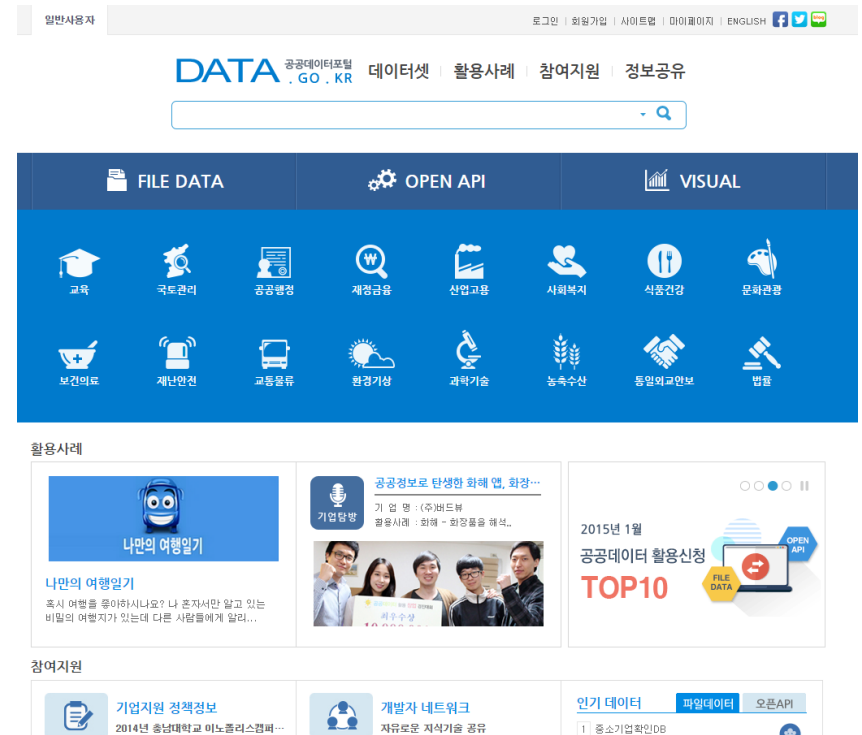 일반사용자
로그인 | 회원가입 | 사이트맵 | 마이페이지 | ENGLISH
blog
DATA 공공데이터포털
.GO.KR
데이터셋 | 활용사례 | 참여지원 | 정보공유
FILE DATA
OPEN API
VISUAL
교육
국토관리
공공행정
재정금융
산업고용
사회복지
식품건강
문화관광
보건의료
재난안전
교통물류
환경기상
과학기술
농축수산
통일외교안보
법률
활용사례
나만의 여행일기
나만의 여행일기
혹시 여행을 좋아하시나요? 나 혼자서만 알고 있는
비밀의 여행지가 있는데 다른 사람들에게 알리...
기업탐방
공공정보로 탄생한 화해 앱, 화장…
기 업 명 : (주)버드뷰
활용사례 : 화해 - 화장품을 해석..
최우수상
2015년 1월
공공데이터 활용신청
TOP10
OPEN
API
FILE
DATA
참여지원
기업지원 정책정보
2014년 충남대학교 이노폴리스캠퍼…
개발자 네트워크
자유로운 지식기술 공유
인기 데이터
파일데이터
오픈API
1 중소기업확인DB